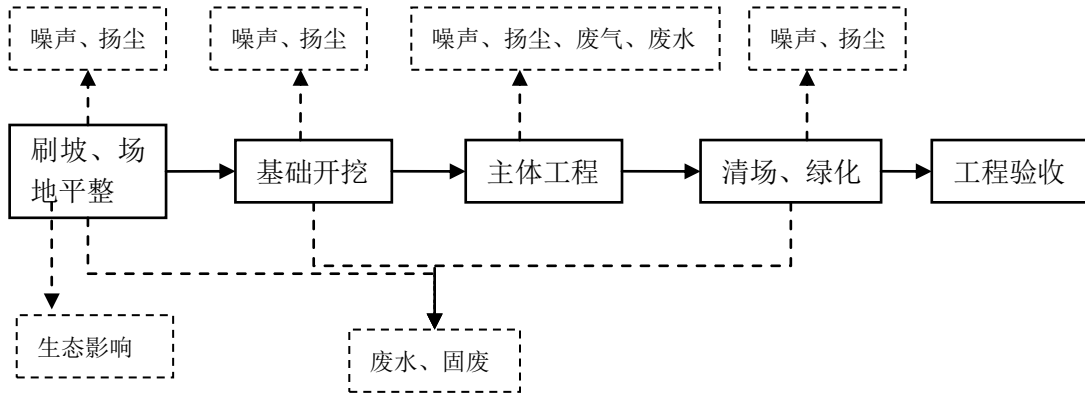 噪声、扬尘
噪声、扬尘
噪声、扬尘、废气、废水
噪声、扬尘
刷坡、场
地平整
基础开挖
主体工程
清场、绿化
工程验收
生态影响
废水、固废